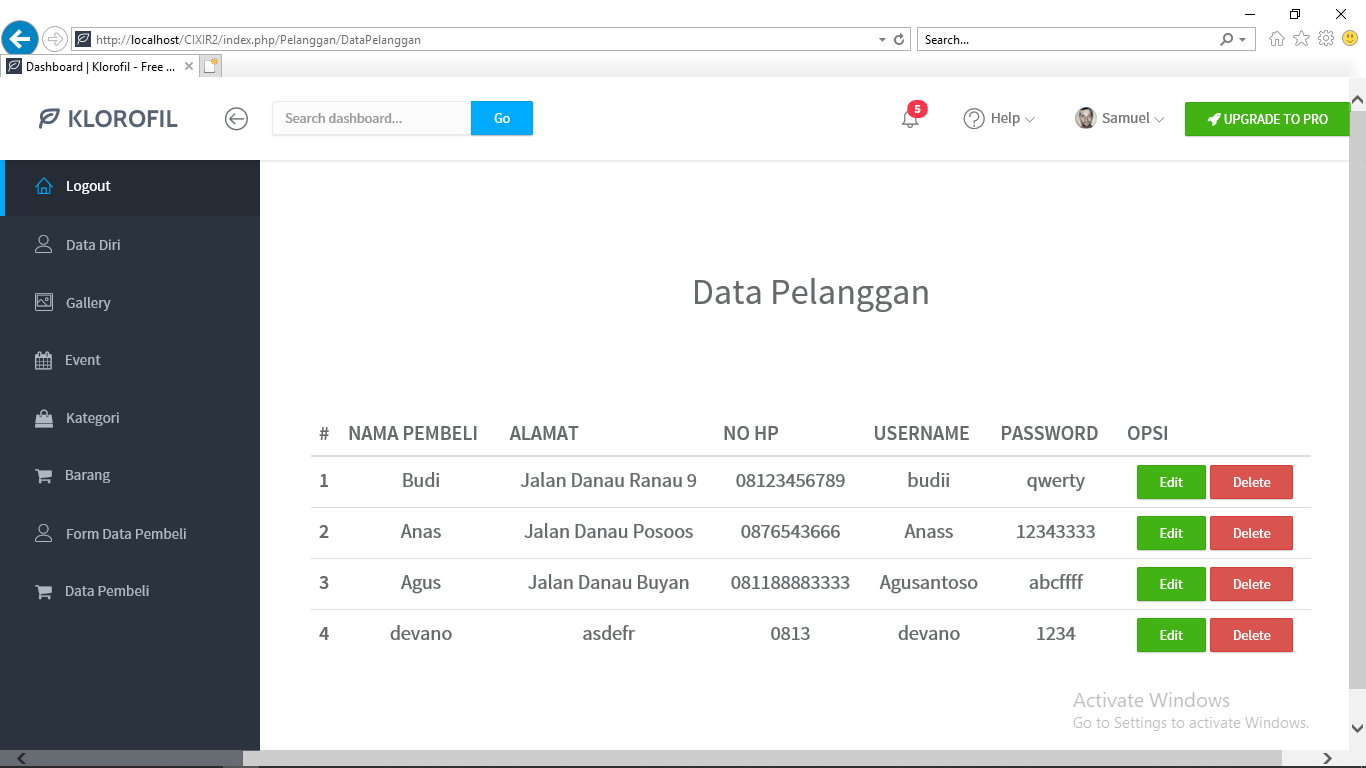 http://localhost/CIXIR2/index.php/Pelanggan/DataPelanggan
Search...
Dashboard | Klorofil - Free ...
KLOROFIL
Search dashboard...
Go
5
Help
Samuel
UPGRADE TO PRO
Logout
Data Diri
Gallery
Event
Kategori
Barang
Form Data Pembeli
Data Pembeli
Data Pelanggan
# NAMA PEMBELI ALAMAT NO HP USERNAME PASSWORD OPSI
1 Budi Jalan Danau Ranau 9 08123456789 budii qwerty Edit Delete
2 Anas Jalan Danau Posoos 0876543666 Anass 12343333 Edit Delete
3 Agus Jalan Danau Buyan 081188883333 Agusantoso abcffff Edit Delete
4 devano asdefr 0813 devano 1234 Edit Delete
Activate Windows
Go to Settings to activate Windows.